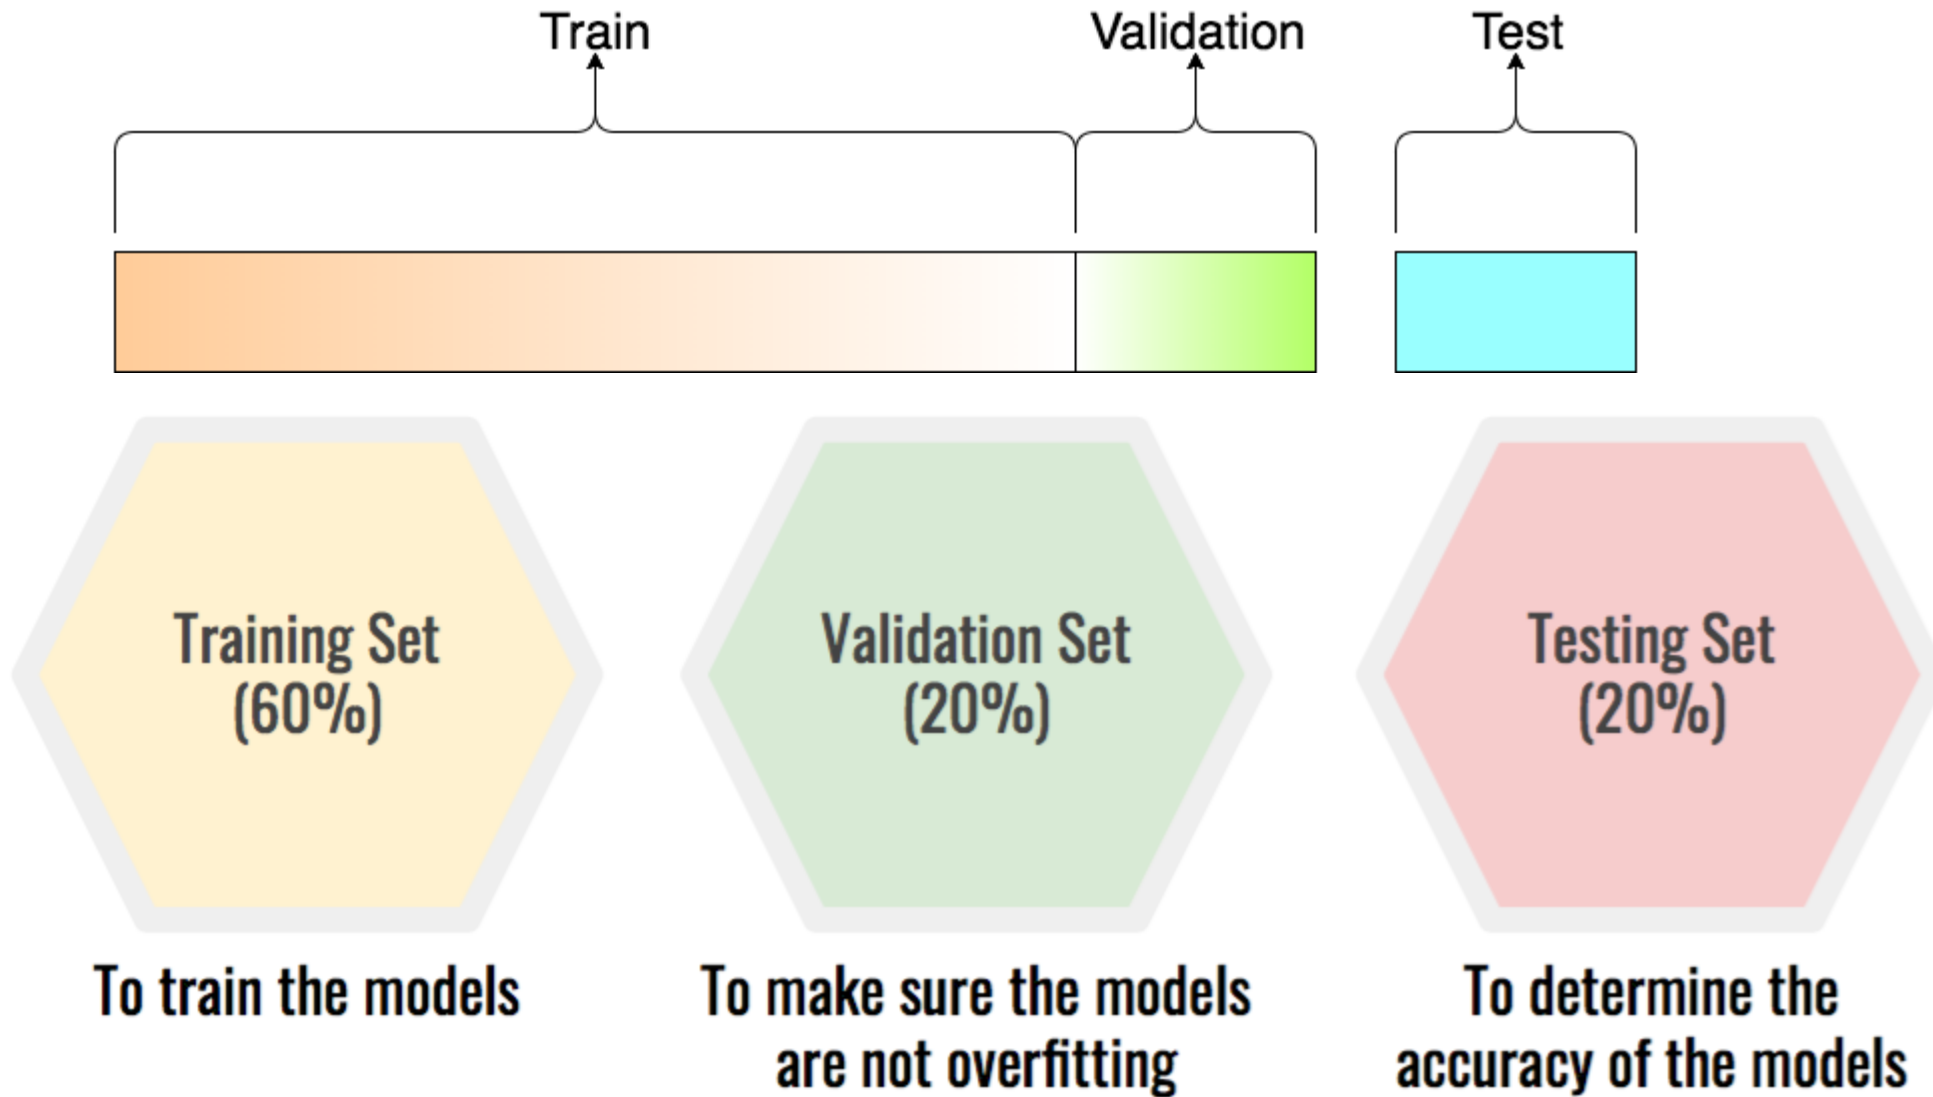 Train
Validation
Test
Training Set
(60%)
Validation Set
(20%)
Testing Set
(20%)
To train the models
To make sure the models
are not overfitting
To determine the
accuracy of the models